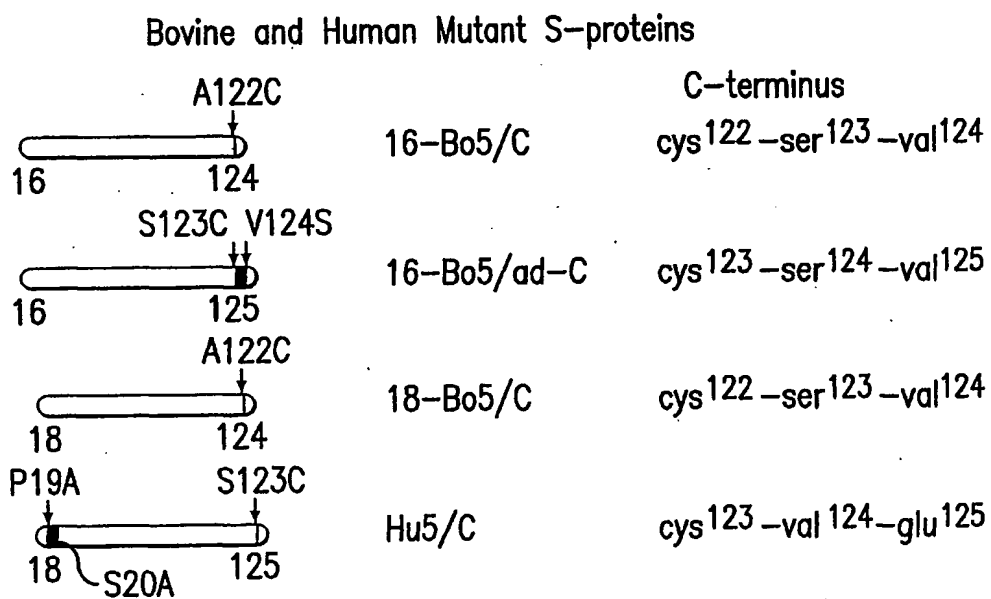 Bovine and Human Mutant S-proteins
C-terminus
A122C
16 124
16-Bo5/C
cys122-ser123-val124
S123C V124S
16 125
16-Bo5/ad-C
cys123-ser124-val125
A122C
18 124
18-Bo5/C
cys122-ser123-val124
P19A S123C
18 125
S20A
Hu5/C
cys123-val124-glu125